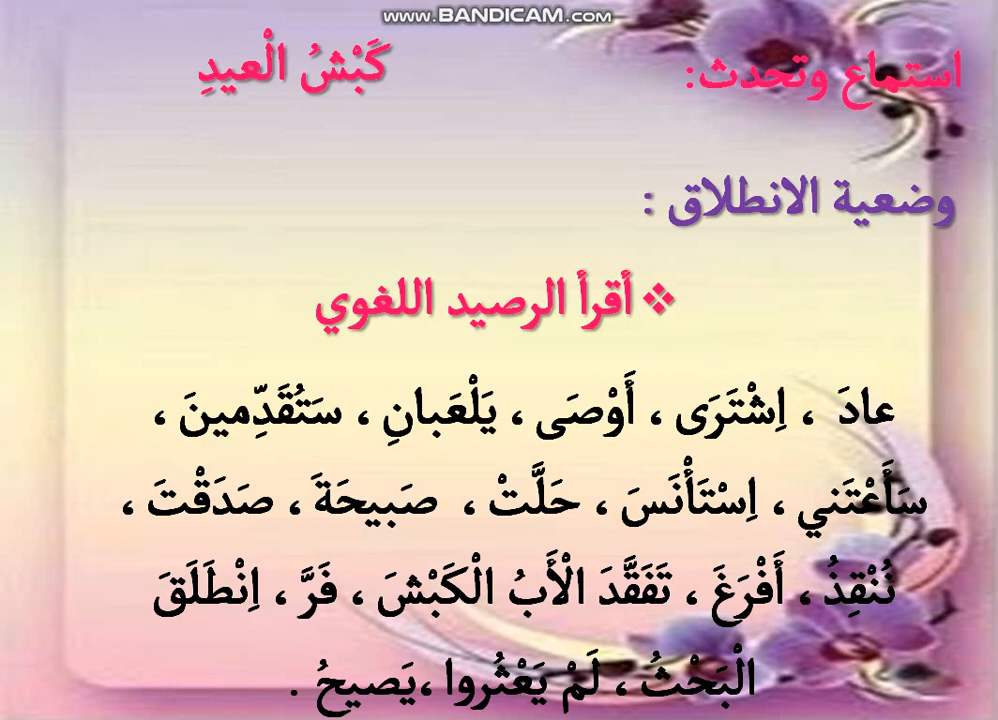 www.BANDICAM.com
استماع وتحدث: كَبْشُ الْعيدِ
وضعية الانطلاق :
❖ أقرأ الرصيد اللغوي
عادَ ، اِشْتَرَى ، أَوْصَى ، يَلْعَبانِ ، سَتُقَدِّمينَ ،
سَأَعْتَني ، اِسْتَأْنَسَ ، حَلَّتْ ، صَبيحَةَ ، صَدَقْتَ ،
نُنْقِذُ ، أَفْرَغَ ، تَفَقَّدَ الْأَبُ الْكَبْشَ ، فَرَّ ، اِنْطَلَقَ
الْبَحْثُ ، لَمْ يَعْثُروا ،يَصيحُ .